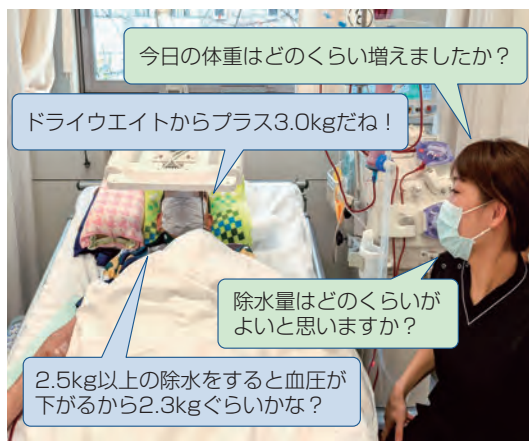 今日の体重はどのくらい増えましたか？
ドライウエイトからプラス3.0kgだね！
除水量はどのくらいが
よいと思いますか？
2.5kg以上の除水をすると血圧が
下がるから2.3kgぐらいかな？